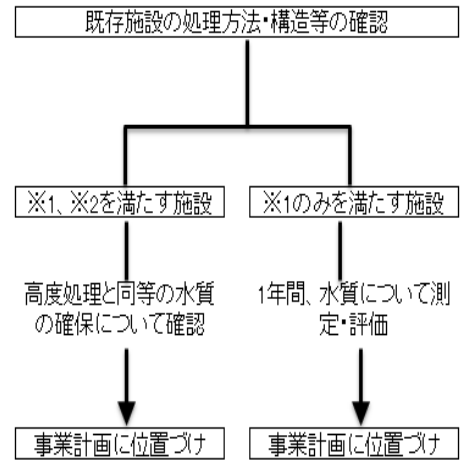 既存施設の処理方法・構造等の確認
※1、※2を満たす施設
※1のみを満たす施設
高度処理と同等の水質
の確保について確認
1年間、水質について測
定・評価
事業計画に位置づけ
事業計画に位置づけ